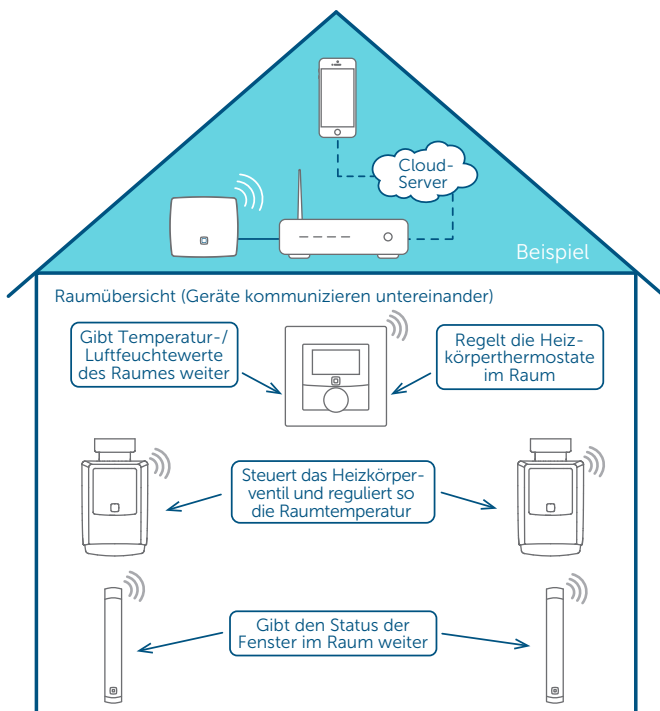 Cloud-
Server
Beispiel
Raumübersicht (Geräte kommunizieren untereinander)
Gibt Temperatur-/
Luftfeuchtewerte
des Raumes weiter
Regelt die Heiz-
körperthermostate
im Raum
Steuert das Heizkörper-
ventil und reguliert so
die Raumtemperatur
Gibt den Status der
Fenster im Raum weiter